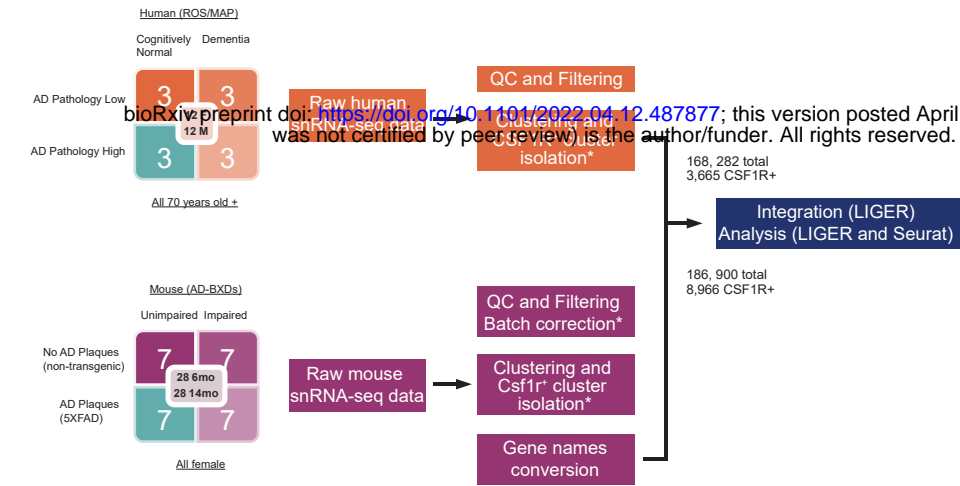 Human (ROS/MAP)
Cognitively Normal
Dementia
AD Pathology Low
AD Pathology High
3
3
3
3
12 M
All 70 years old +
Raw human
snRNA-seq data
QC and Filtering
Clustering and
CSF1R⁺ cluster
isolation*
bioRxiv preprint doi: https://doi.org/10.1101/2022.04.12.487877; this version posted April
was not certified by peer review) is the author/funder. All rights reserved.
168, 282 total
3,665 CSF1R+
Integration (LIGER)
Analysis (LIGER and Seurat)
186, 900 total
8,966 CSF1R+
Mouse (AD-BXDs)
Unimpaired Impaired
No AD Plaques
(non-transgenic)
AD Plaques
(5XFAD)
7
7
7
7
28 6mo
28 14mo
All female
Raw mouse
snRNA-seq data
QC and Filtering
Batch correction*
Clustering and
Csf1r⁺ cluster
isolation*
Gene names
conversion